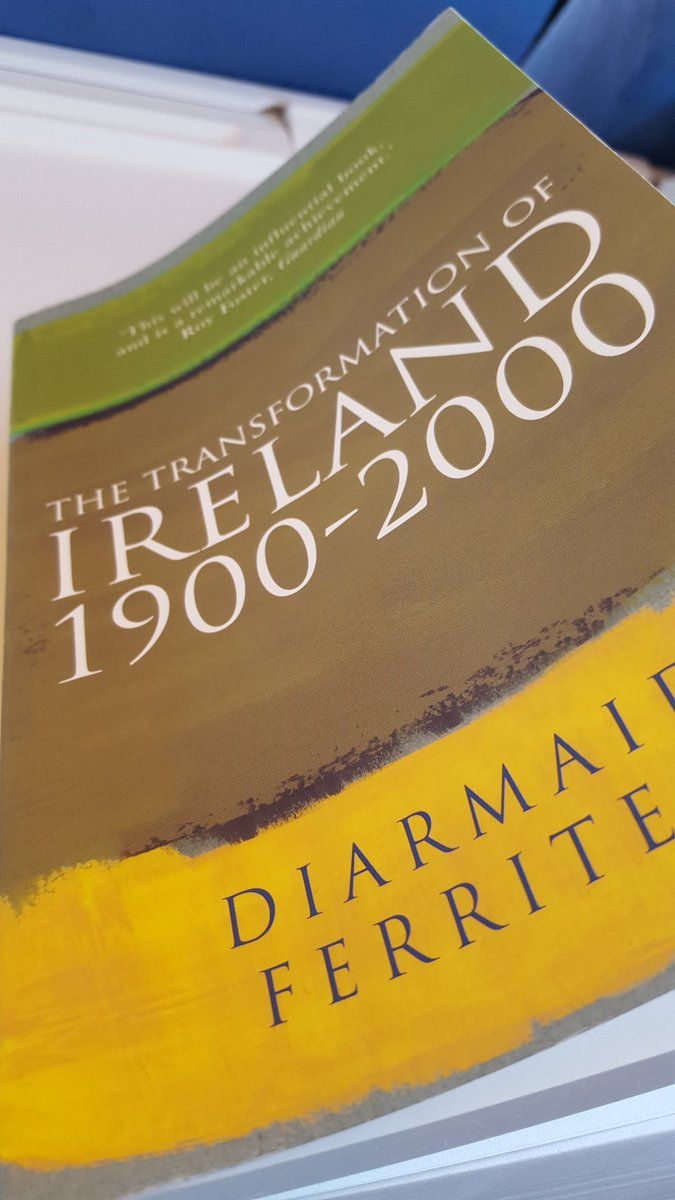 'This will be an influential book,
and is a remarkable achievement.'
Roy Foster, Guardian
THE TRANSFORMATION OF
IRELAND
1900–2000
DIARMAI
FERRITE